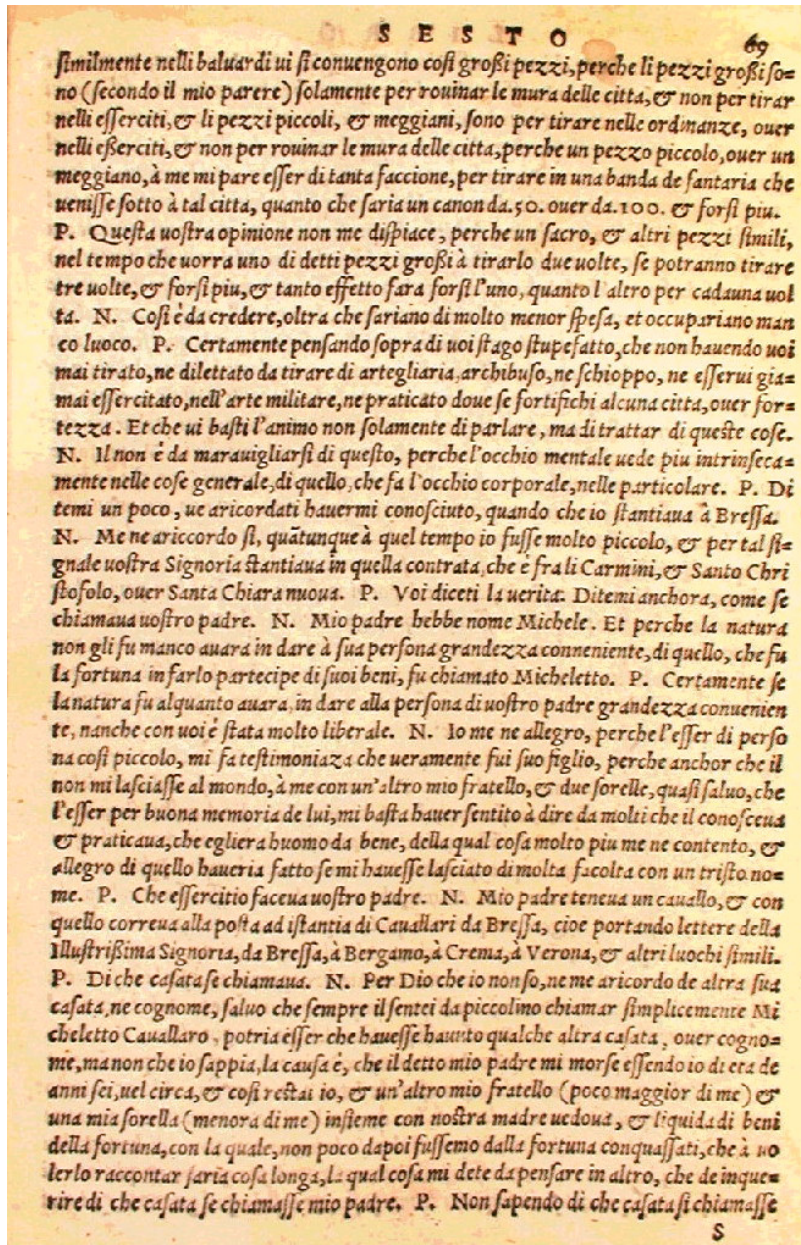 SESTO 69
similmente nelli baluardi ui si conuengono cosi großi pezzi, perche li pezzi großi so=
no (secondo il mio parere) solamente per rouinar le mura delle citta, & non per tirar
nelli esserciti, & li pezzi piccoli, & meggiani, sono per tirare nelle ordinanze, ouer
nelli eßerciti, & non per rouinar le mura delle citta, perche un pezzo piccolo, ouer un
meggiano, à me mi pare esser di tanta faccione, per tirare in una banda de fantaria che
uenisse sotto à tal citta, quanto che saria un canon da.50. ouer da.100. & forsi piu.
P. Questa uostra opinione non me dispiace, perche un sacro, & altri pezzi simili,
nel tempo che uorra uno di detti pezzi großi à tirarlo due uolte, se potranno tirare
tre uolte, & forsi piu, & tanto effetto fara forsi l'uno, quanto l altro per cadauna uol
ta. N. Cosi é da credere, oltra che sariano di molto menor spesa, et occupariano man
co luoco. P. Certamente pensando sopra di uoi stago stupefatto, che non hauendo uoi
mai tirato, ne dilettato da tirare di artegliaria, archibuso, ne schioppo, ne esserui gia=
mai essercitato, nell'arte militare, ne praticato doue se fortifichi alcuna citta, ouer for=
tezza. Et che ui basti l'animo non solamente di parlare, ma di trattar di queste cose.
N. Il non é da marauigliarsi di questo, perche l'occhio mentale uede piu intrinseca=
mente nelle cose generale, di quello, che fa l'occhio corporale, nelle particolare. P. Di
temi un poco, ue aricordati hauermi conosciuto, quando che io stantiaua à Bressa.
N. Me ne ariccordo si, quātunque à quel tempo io fusse molto piccolo, & per tal si=
gnale uostra Signoria stantiaua in quella contrata, che é fra li Carmini, & Santo Chri
stofolo, ouer Santa Chiara nuoua. P. Voi diceti la uerita. Ditemi anchora, come se
chiamaua uostro padre. N. Mio padre hebbe nome Michele. Et perche la natura
non gli fu manco auara in dare à sua persona grandezza conneniente, di quello, che fu
la fortuna in farlo partecipe di suoi beni, fu chiamato Micheletto. P. Certamente se
la natura fu alquanto auara, in dare alla persona di uostro padre grandezza conuenien
te, nanche con uoi é stata molto liberale. N. Io me ne allegro, perche l'esser di perso
na cosi piccolo, mi fa testimoniaza che ueramente fui suo figlio, perche anchor che il
non mi lasciasse al mondo, à me con un'altro mio fratello, & due sorelle, quasi saluo, che
l'esser per buona memoria de lui, mi basta hauer sentito à dire da molti che il conosceua
& praticaua, che egli era huomo da bene, della qual cosa molto piu me ne contento, &
allegro di quello haueria fatto se mi hauesse lasciato di molta facolta con un tristo no=
me. P. Che essercitio faceua uostro padre. N. Mio padre teneua un cauallo, & con
quello correua alla posta ad istantia di Cauallari da Bressa, cioe portando lettere della
Illustrißima Signoria, da Bressa, à Bergamo, à Crema, à Verona, & altri luochi simili.
P. Di che casata se chiamaua. N. Per Dio che io non so, ne me aricordo de altra sua
casata, ne cognome, saluo che sempre il sentei da piccolino chiamar simplicemente Mi
cheletto Cauallaro, potria esser che hauesse hauuto qualche altra casata, ouer cogno=
me, ma non che io sappia, la causa é, che il detto mio padre mi morse essendo io di eta de
anni sei, uel circa, & cosi restai io, & un'altro mio fratello (poco maggior di me) &
una mia sorella (menora di me) insieme con nostra madre uedoua, & liquida di beni
della fortuna, con la quale, non poco dapoi fussemo dalla fortuna conquassati, che à uo
lerlo raccontar saria cosa longa, la qual cosa mi dete da pensare in altro, che de inque=
rire di che casata se chiamasse mio padre. P. Non sapendo di che casata si chiamasse
S